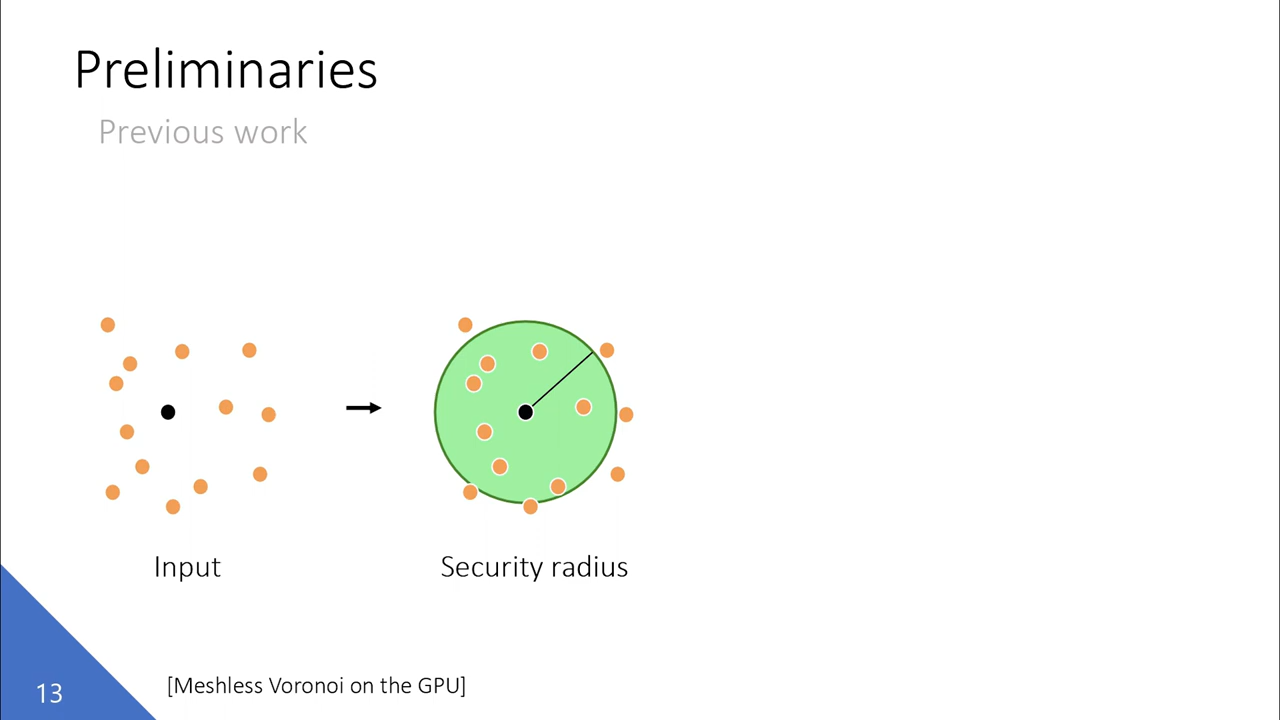 Preliminaries
Previous work
Input
Security radius
[Meshless Voronoi on the GPU]
13